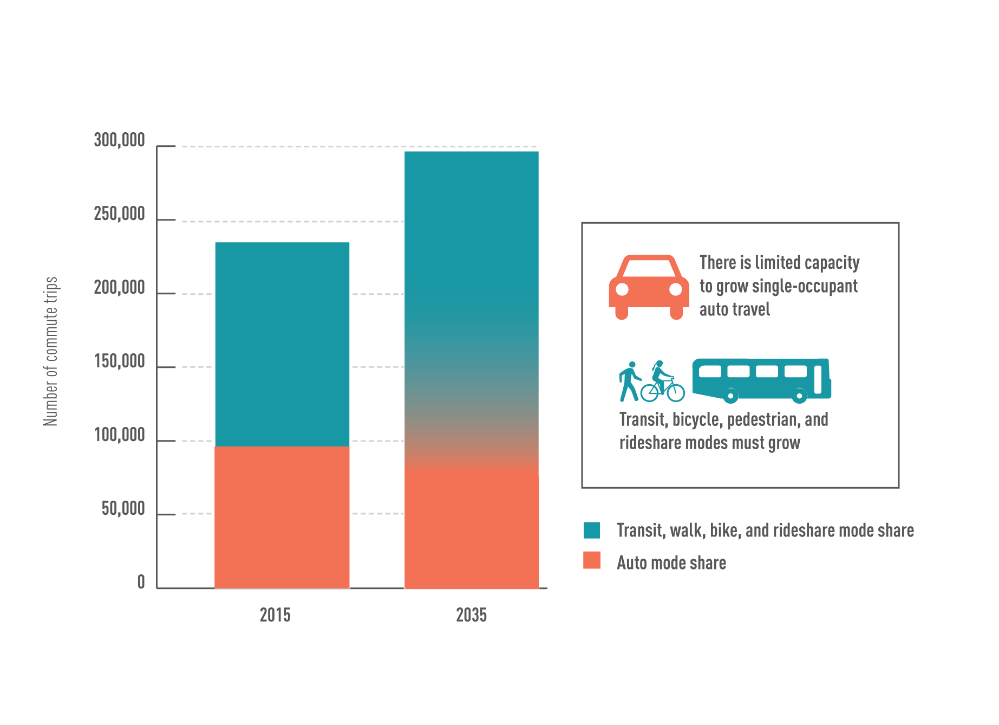 Number of commute trips
300,000
250,000
200,000
150,000
100,000
50,000
0
2015
2035
There is limited capacity
to grow single-occupant
auto travel
Transit, bicycle, pedestrian, and
rideshare modes must grow
Transit, walk, bike, and rideshare mode share
Auto mode share